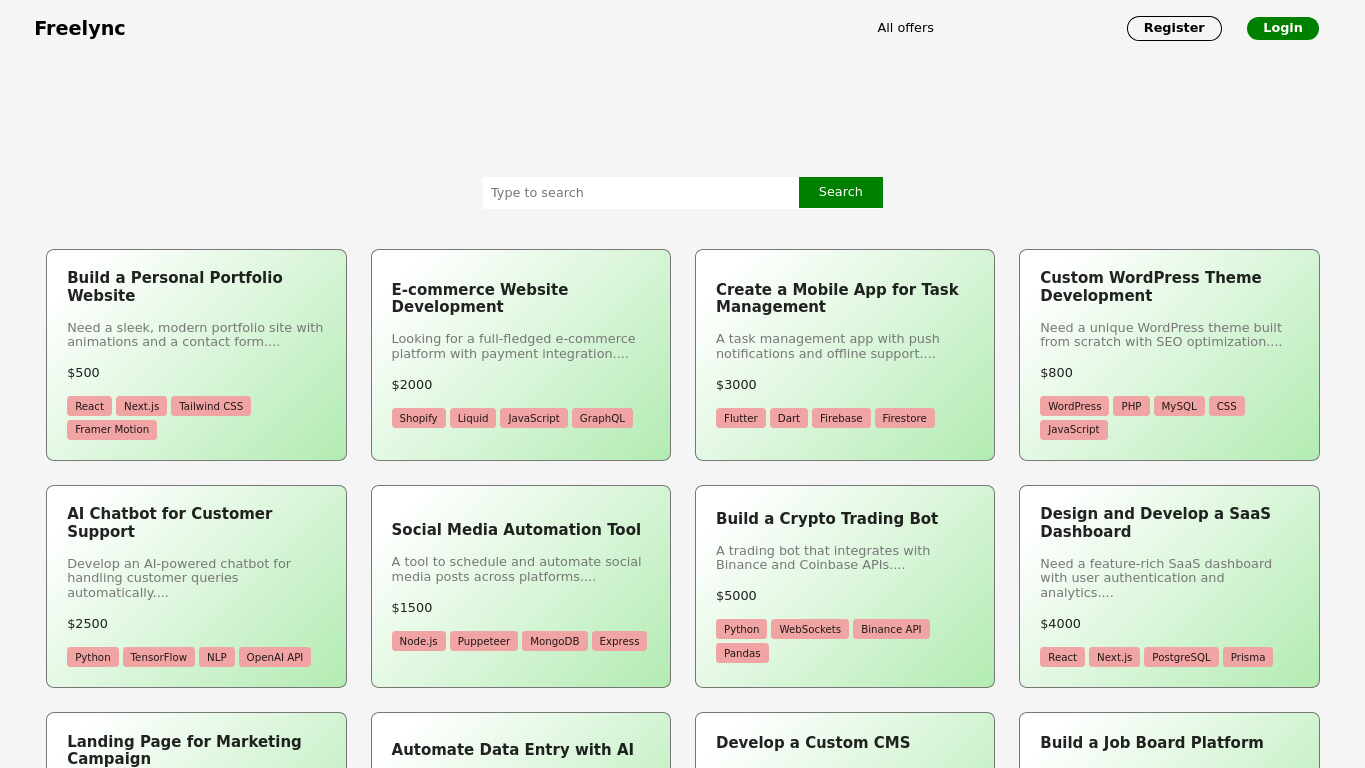 Freelync
All offers
Register
Login
Type to search
Search
Build a Personal Portfolio
Website
Need a sleek, modern portfolio site with
animations and a contact form....
$500
React Next.js Tailwind CSS
Framer Motion
E-commerce Website
Development
Looking for a full-fledged e-commerce
platform with payment integration....
$2000
Shopify Liquid JavaScript GraphQL
Create a Mobile App for Task
Management
A task management app with push
notifications and offline support....
$3000
Flutter Dart Firebase Firestore
Custom WordPress Theme
Development
Need a unique WordPress theme built
from scratch with SEO optimization....
$800
WordPress PHP MySQL CSS
JavaScript
AI Chatbot for Customer
Support
Develop an AI-powered chatbot for
handling customer queries
automatically....
$2500
Python TensorFlow NLP OpenAI API
Social Media Automation Tool
A tool to schedule and automate social
media posts across platforms....
$1500
Node.js Puppeteer MongoDB Express
Build a Crypto Trading Bot
A trading bot that integrates with
Binance and Coinbase APIs....
$5000
Python WebSockets Binance API
Pandas
Design and Develop a SaaS
Dashboard
Need a feature-rich SaaS dashboard
with user authentication and
analytics....
$4000
React Next.js PostgreSQL Prisma
Landing Page for Marketing
Campaign
Automate Data Entry with AI
Develop a Custom CMS
Build a Job Board Platform